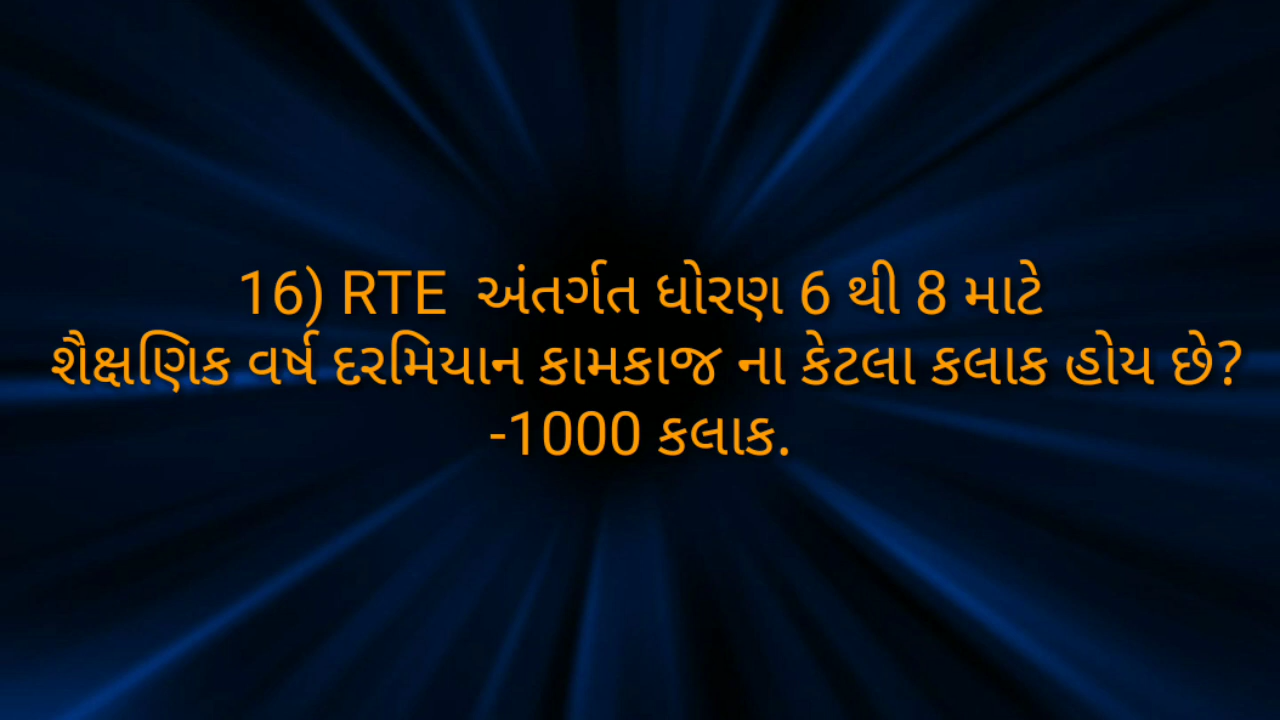 16) RTE અંતર્ગત ધોરણ 6 થી 8 માટે
શૈક્ષણિક વર્ષ દરમિયાન કામકાજ ના કેટલા કલાક હોય છે?
-1000 કલાક.